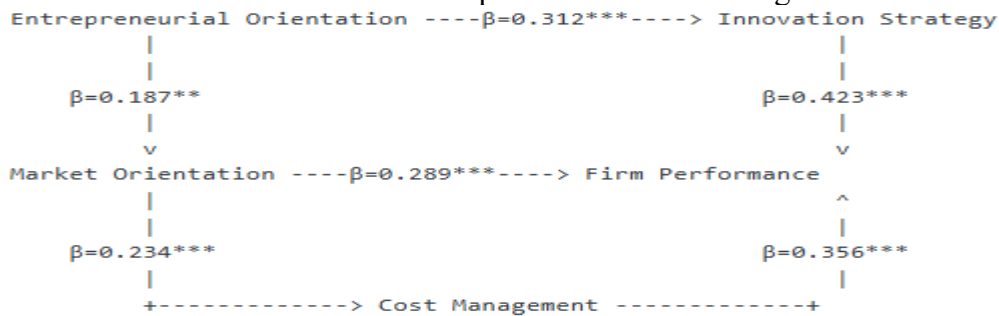 Entrepreneurial Orientation ----β=0.312***----> Innovation Strategy
| |
| |
β=0.187** β=0.423***
| |
v v
Market Orientation ----β=0.289***----> Firm Performance
| ^
| |
β=0.234*** β=0.356***
| |
+-------------> Cost Management -------------+